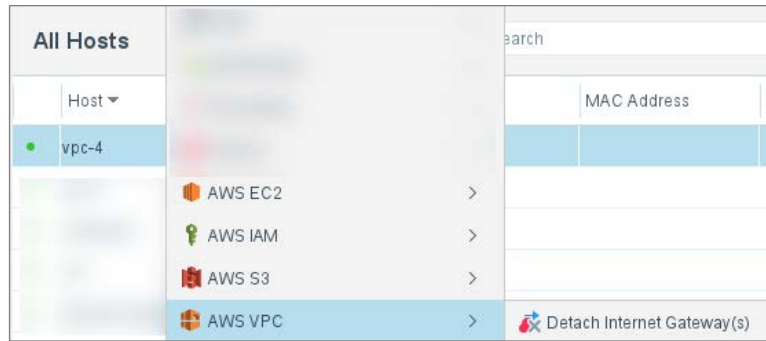 All Hosts
earch
Host
MAC Address
vpc-4
AWS EC2
AWS IAM
AWS S3
AWS VPC
Detach Internet Gateway(s)